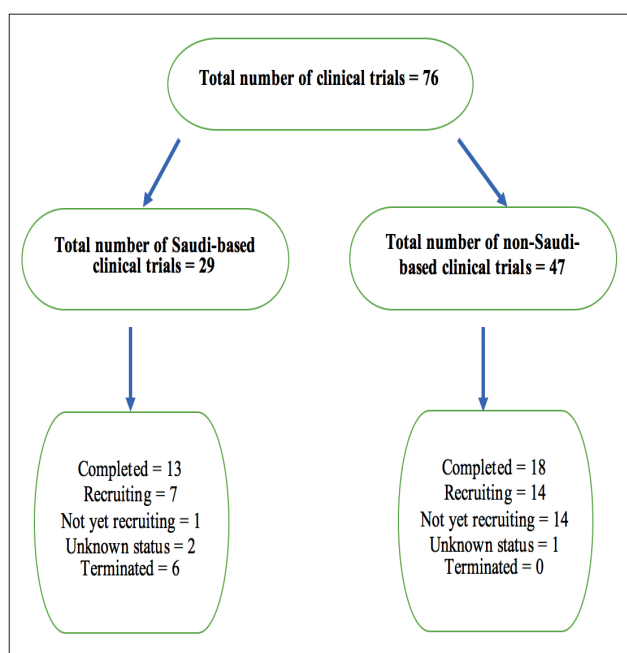 Total number of clinical trials = 76
Total number of Saudi-based
clinical trials = 29
Total number of non-Saudi-
based clinical trials = 47
Completed = 13
Recruiting = 7
Not yet recruiting = 1
Unknown status = 2
Terminated = 6
Completed = 18
Recruiting = 14
Not yet recruiting = 14
Unknown status = 1
Terminated = 0